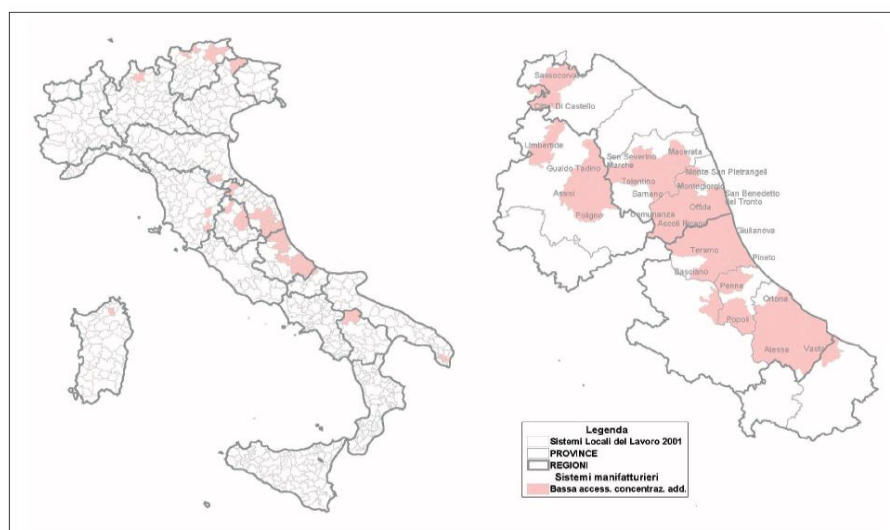 Sassocorvaro
Citta' Di Castello
Umbertide
Gualdo Tadino
Assisi
Foligno
San Severino
Marche
Macerata
Tolentino
Monte San Pietrangeli
Montegiorgio
Sarnano
San Benedetto
del Tronto
Offida
Comunanza
Ascoli Piceno
Giulianova
Teramo
Pineto
Basciano
Penne
Ortona
Popoli
Atessa
Vasto
Legenda
Sistemi Locali del Lavoro 2001
PROVINCE
REGIONI
Sistemi manifatturieri
Bassa access. concentraz. add.